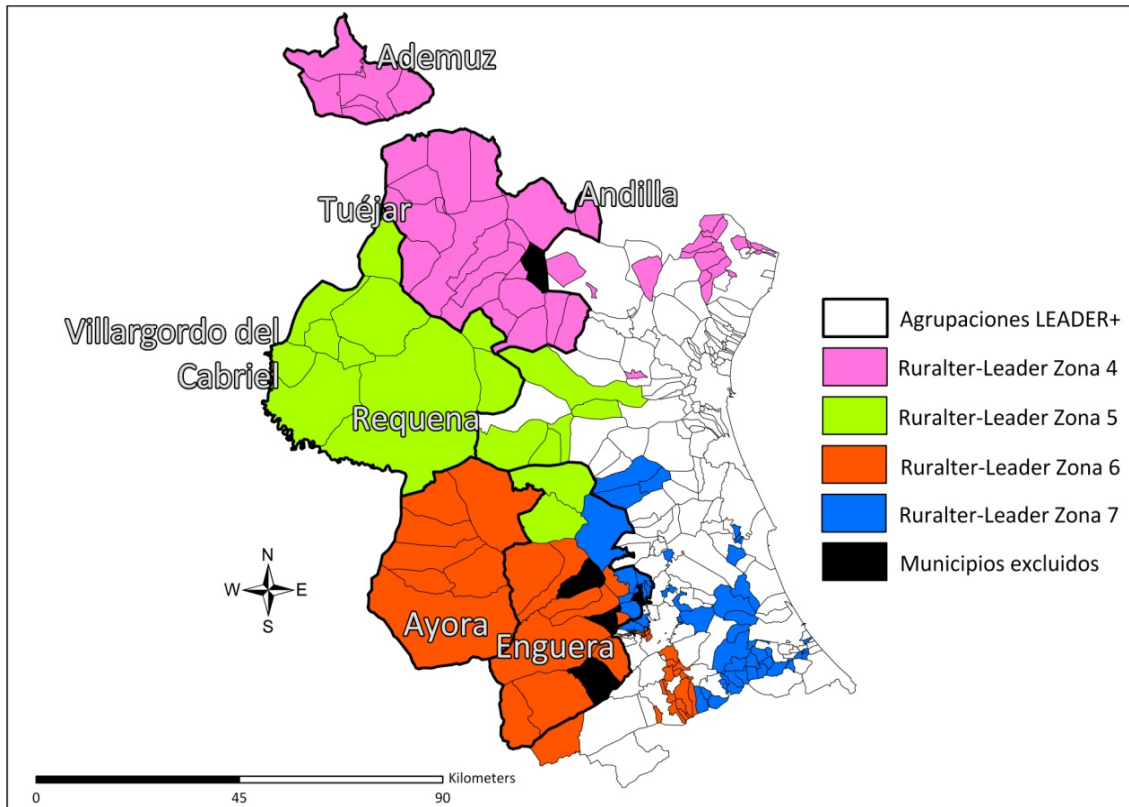 Ademuz
Andilla
Tuéjar
Villargordo del
Cabriel
Requena
Ayora
Enguera
N
W E
S
Agrupaciones LEADER+
Ruralter-Leader Zona 4
Ruralter-Leader Zona 5
Ruralter-Leader Zona 6
Ruralter-Leader Zona 7
Municipios excluidos
Kilometers
0 45 90